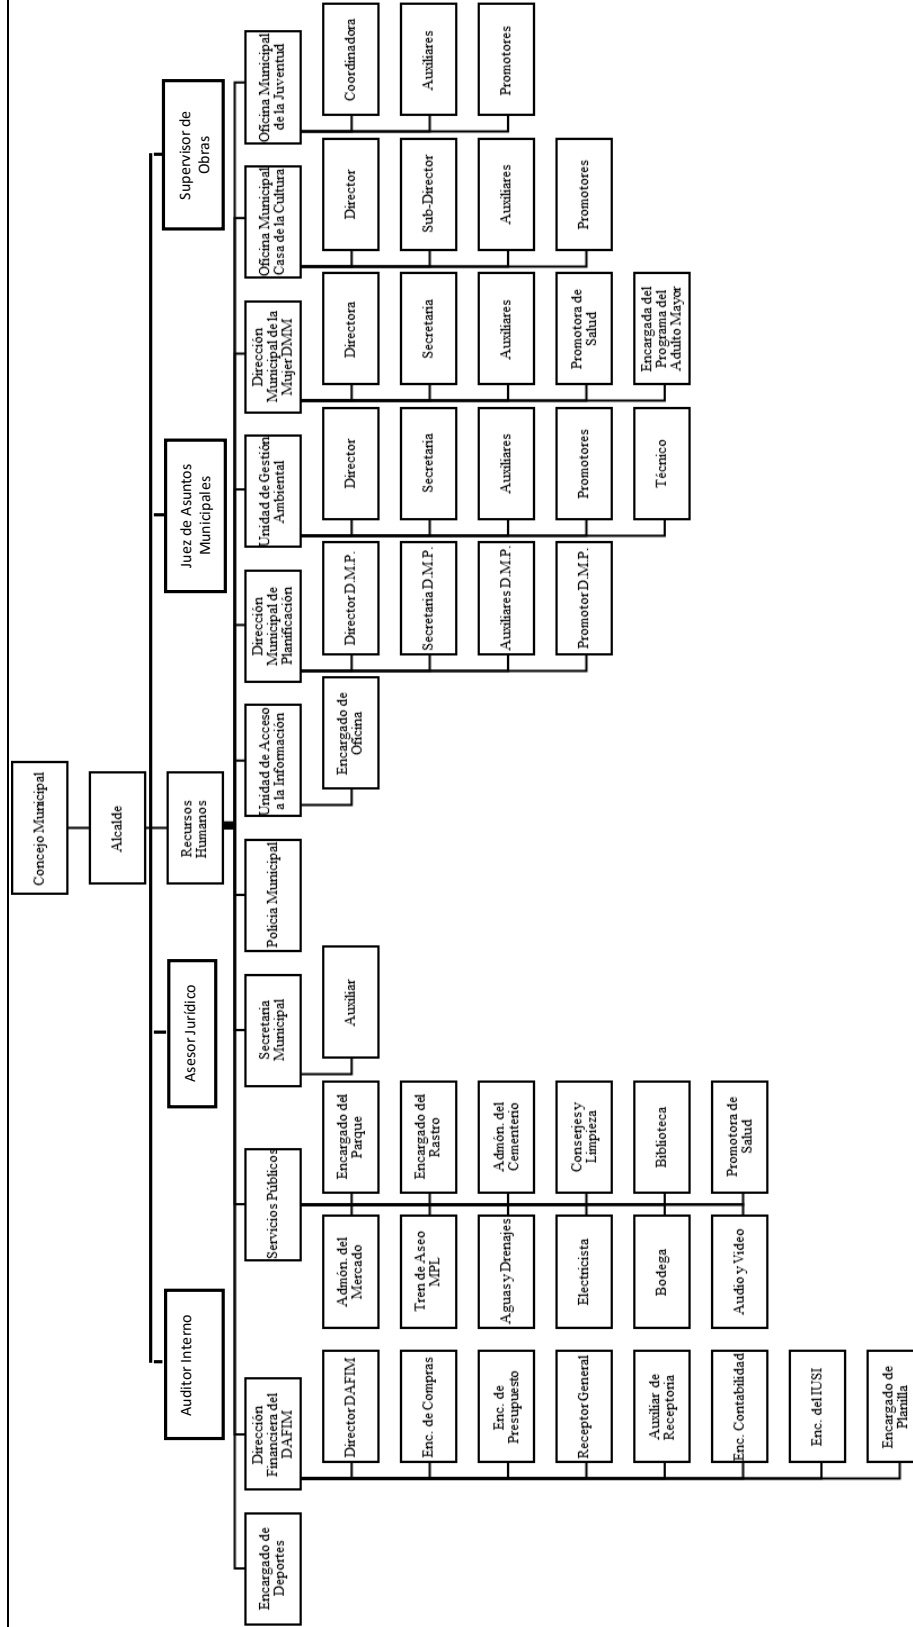 Concejo Municipal
Alcalde
Auditor Interno
Asesor Jurídico
Recursos
Humanos
Juez de Asuntos
Municipales
Supervisor de
Obras
Encargado de
Deportes
Dirección
Financiera del
DAFIM
Director DAFIM
Enc. de Compras
Enc. de
Presupuesto
Receptor General
Auxiliar de
Receptoria
Enc. Contabilidad
Enc. del IUSI
Encargado de
Planilla
Servicios Públicos
Admón. del
Mercado
Encargado del
Parque
Tren de Aseo
MPL
Encargado del
Rastro
Aguas y Drenajes
Admón. del
Cementerio
Electricista
Conserjes y
Limpieza
Bodega
Biblioteca
Audio y Video
Promotora de
Salud
Secretaria
Municipal
Auxiliar
Policia Municipal
Unidad de Acceso
a la Información
Encargado de
Oficina
Dirección
Municipal de
Planificación
Director D.M.P.
Secretaria D.M.P.
Auxiliares D.M.P.
Promotor D.M.P.
Unidad de Gestión
Ambiental
Director
Secretaria
Auxiliares
Promotores
Técnico
Dirección
Municipal de la
Mujer DMM
Directora
Secretaria
Auxiliares
Promotora de
Salud
Encargada del
Programa del
Adulto Mayor
Oficina Municipal
Casa de la Cultura
Director
Sub-Director
Auxiliares
Promotores
Oficina Municipal
de la Juventud
Coordinadora
Auxiliares
Promotores